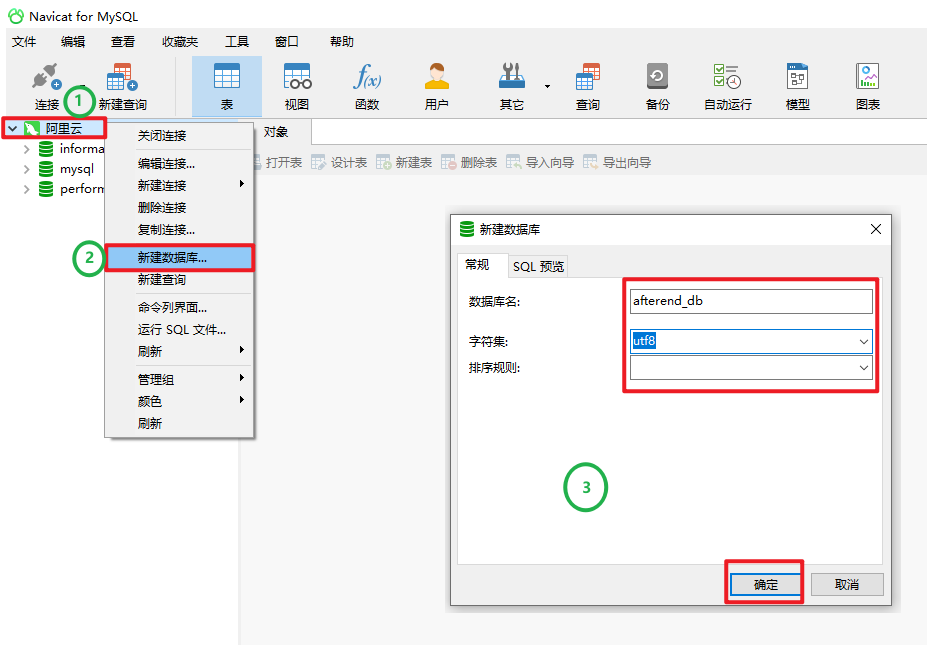 Navicat for MySQL
文件 编辑 查看 收藏夹 工具 窗口 帮助
连接 新建查询 表 视图 函数 用户 其它 查询 备份 自动运行 模型 图表
f(x)
1
阿里云
informa
mysql
perform
关闭连接
编辑连接...
新建连接
删除连接
复制连接...
2
新建数据库...
新建查询
命令列界面...
运行 SQL 文件...
刷新
管理组
颜色
刷新
对象
打开表 设计表 新建表 删除表 导入向导 导出向导
新建数据库
常规 SQL 预览
数据库名: afterend_db
字符集: utf8
排序规则:
3
确定 取消